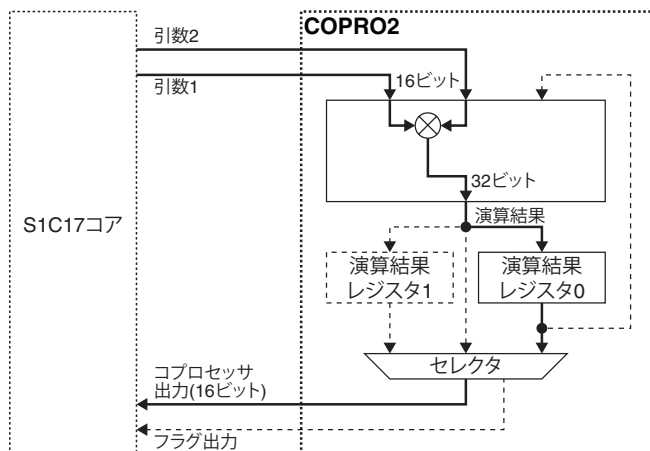 COPRO2
引数2
引数1
16ビット
32ビット
S1C17コア
演算結果
演算結果
レジスタ1
演算結果
レジスタ0
セレクタ
コプロセッサ
出力(16ビット)
フラグ出力